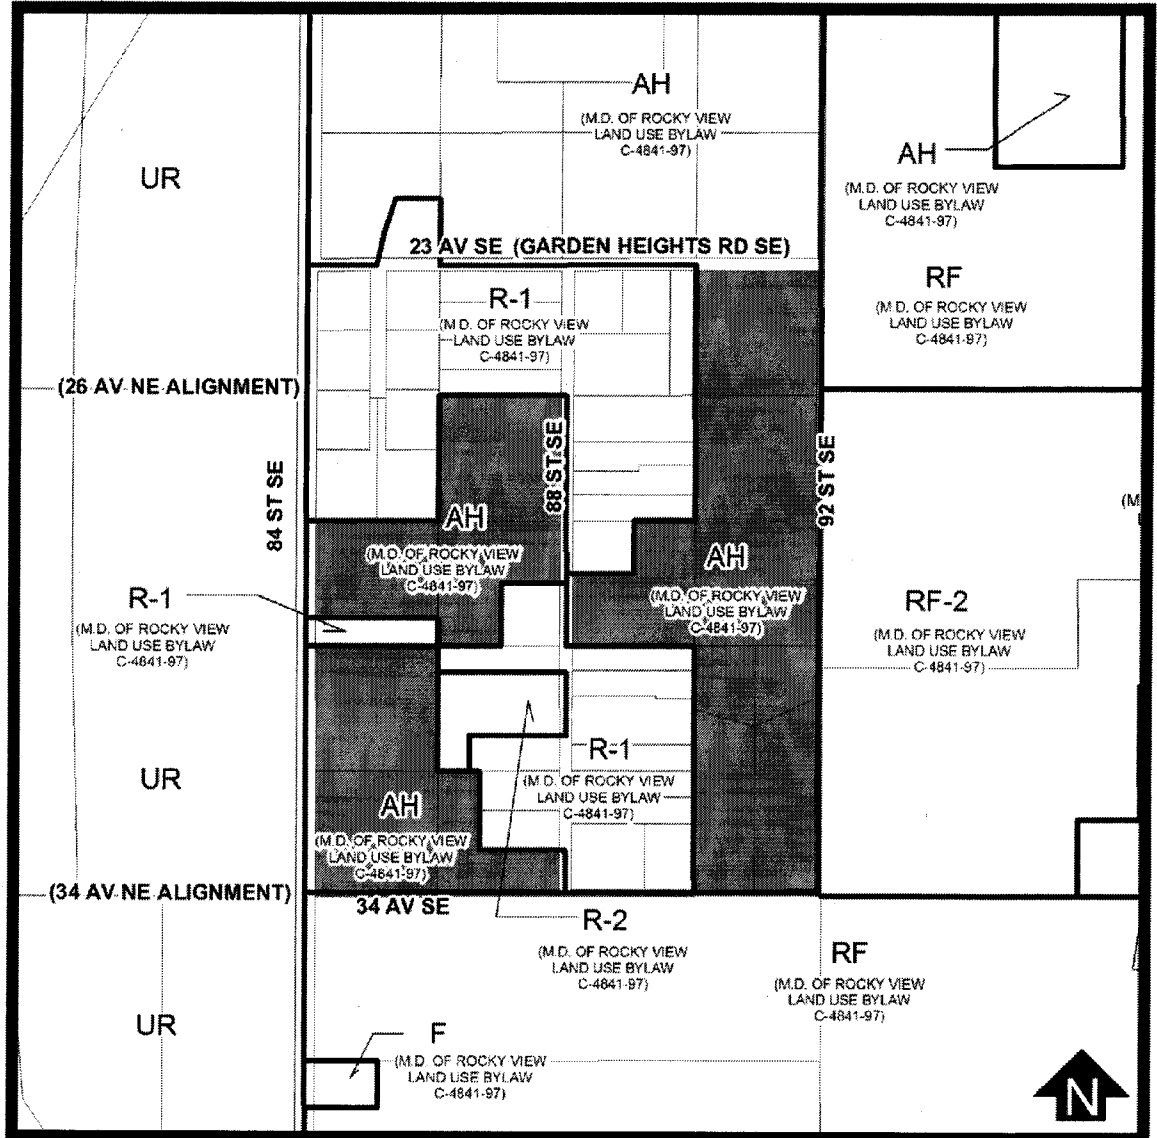 AH
(M.D. OF ROCKY VIEW
LAND USE BYLAW
C-4841-97)
AH
(M.D. OF ROCKY VIEW
LAND USE BYLAW
C-4841-97)
UR
23 AV SE (GARDEN HEIGHTS RD SE)
RF
(M.D. OF ROCKY VIEW
LAND USE BYLAW
C-4841-97)
R-1
(M.D. OF ROCKY VIEW
LAND USE BYLAW
C-4841-97)
(26 AV NE ALIGNMENT)
84 ST SE
88 ST SE
92 ST SE
(M
AH
(M.D. OF ROCKY VIEW
LAND USE BYLAW
C-4841-97)
AH
(M.D. OF ROCKY VIEW
LAND USE BYLAW
C-4841-97)
R-1
(M.D. OF ROCKY VIEW
LAND USE BYLAW
C-4841-97)
RF-2
(M.D. OF ROCKY VIEW
LAND USE BYLAW
C-4841-97)
UR
R-1
(M.D. OF ROCKY VIEW
LAND USE BYLAW
C-4841-97)
AH
(M.D. OF ROCKY VIEW
LAND USE BYLAW
C-4841-97)
(34 AV NE ALIGNMENT)
34 AV SE
R-2
(M.D. OF ROCKY VIEW
LAND USE BYLAW
C-4841-97)
RF
(M.D. OF ROCKY VIEW
LAND USE BYLAW
C-4841-97)
UR
F
(M.D. OF ROCKY VIEW
LAND USE BYLAW
C-4841-97)
N